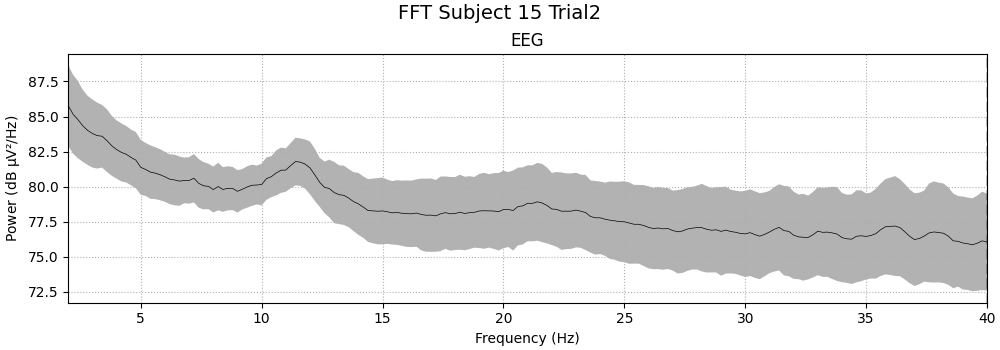 FFT Subject 15 Trial2
EEG
87.5
85.0
82.5
80.0
77.5
75.0
72.5
Power (dB µV²/Hz)
5 10 15 20 25 30 35 40
Frequency (Hz)